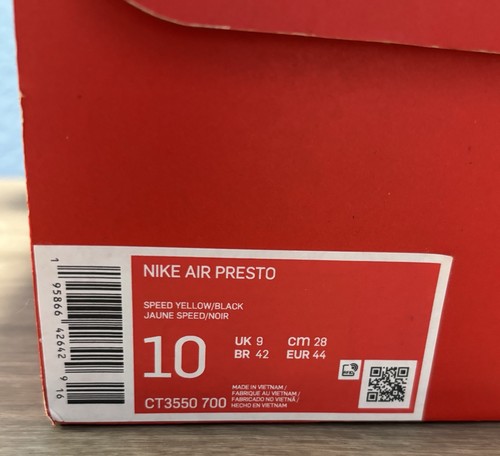 1 95866 42642 9 16
NIKE AIR PRESTO
SPEED YELLOW/BLACK
JAUNE SPEED/NOIR
10
UK 9 cm 28
BR 42 EUR 44
CT3550 700
MADE IN VIETNAM /
FABRIQUÉ AU VIETNAM /
FABRICADO NO VIETNÃ /
HECHO EN VIETNAM